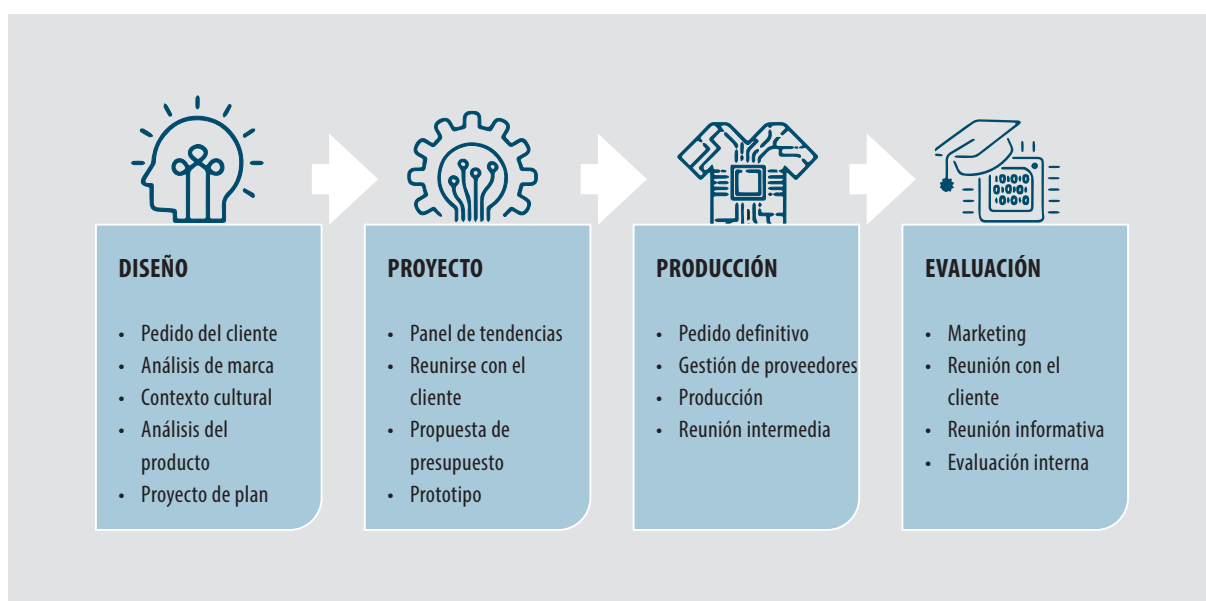 DISEÑO
• Pedido del cliente
• Análisis de marca
• Contexto cultural
• Análisis del
producto
• Proyecto de plan
PROYECTO
• Panel de tendencias
• Reunirse con el
cliente
• Propuesta de
presupuesto
• Prototipo
PRODUCCIÓN
• Pedido definitivo
• Gestión de proveedores
• Producción
• Reunión intermedia
EVALUACIÓN
• Marketing
• Reunión con el
cliente
• Reunión informativa
• Evaluación interna